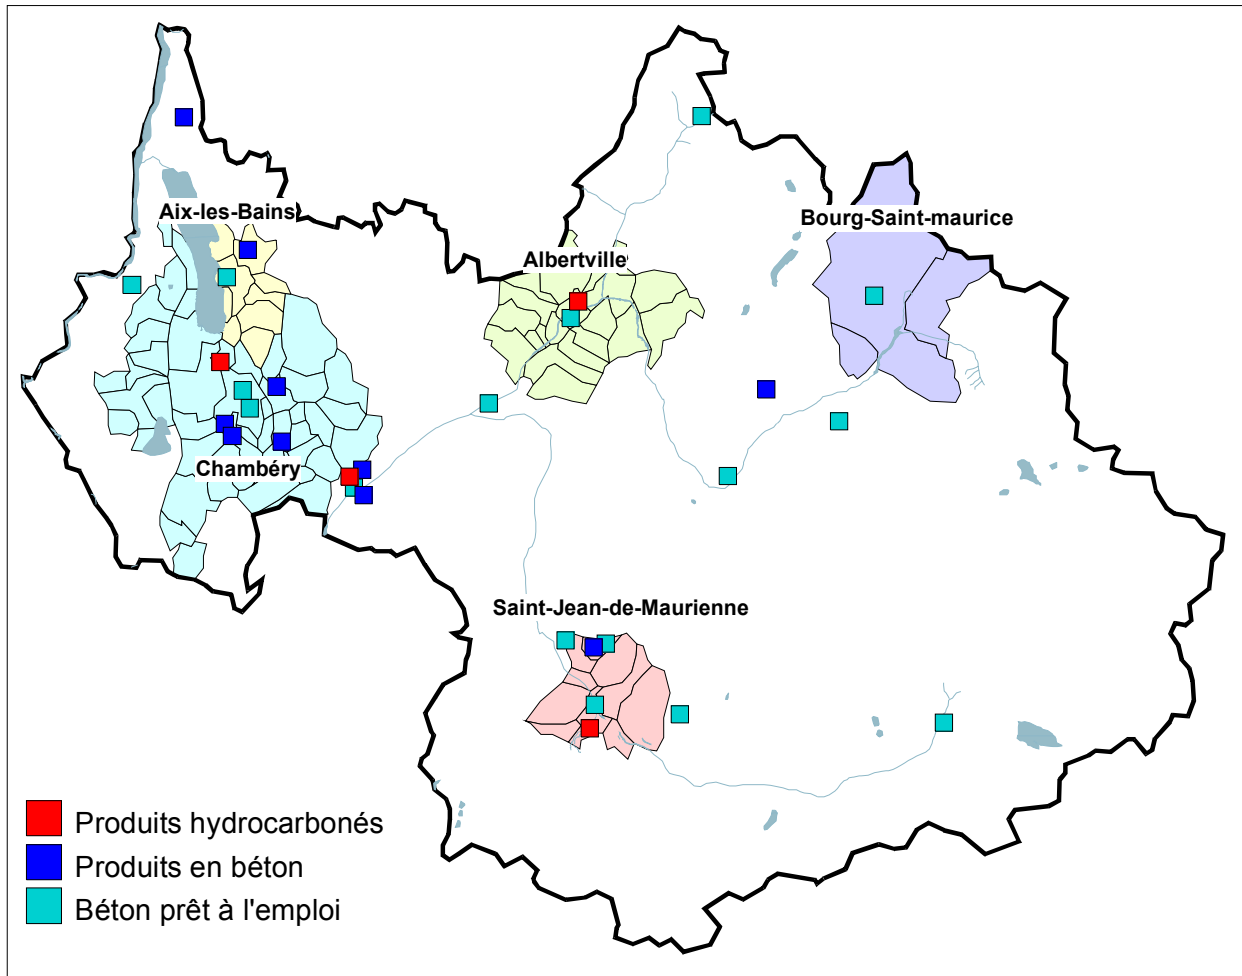 Aix-les-Bains
Bourg-Saint-maurice
Albertville
Chambéry
Saint-Jean-de-Maurienne
Produits hydrocarbonés
Produits en béton
Béton prêt à l'emploi